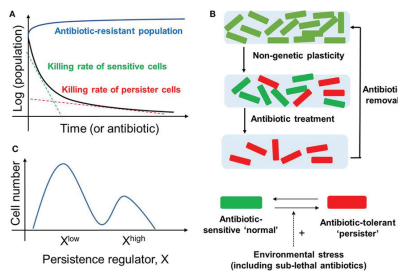 A
Log (population)
Antibiotic-resistant population
Killing rate of sensitive cells
Killing rate of persister cells
Time (or antibiotic)
B
Non-genetic plasticity
Antibiotic treatment
Antibioti
removal
Antibiotic-
sensitive 'normal'
Antibiotic-tolerant
'persister'
+
Environmental stress
(including sub-lethal antibiotics)
C
Cell number
Xlow
Xhigh
Persistence regulator, X